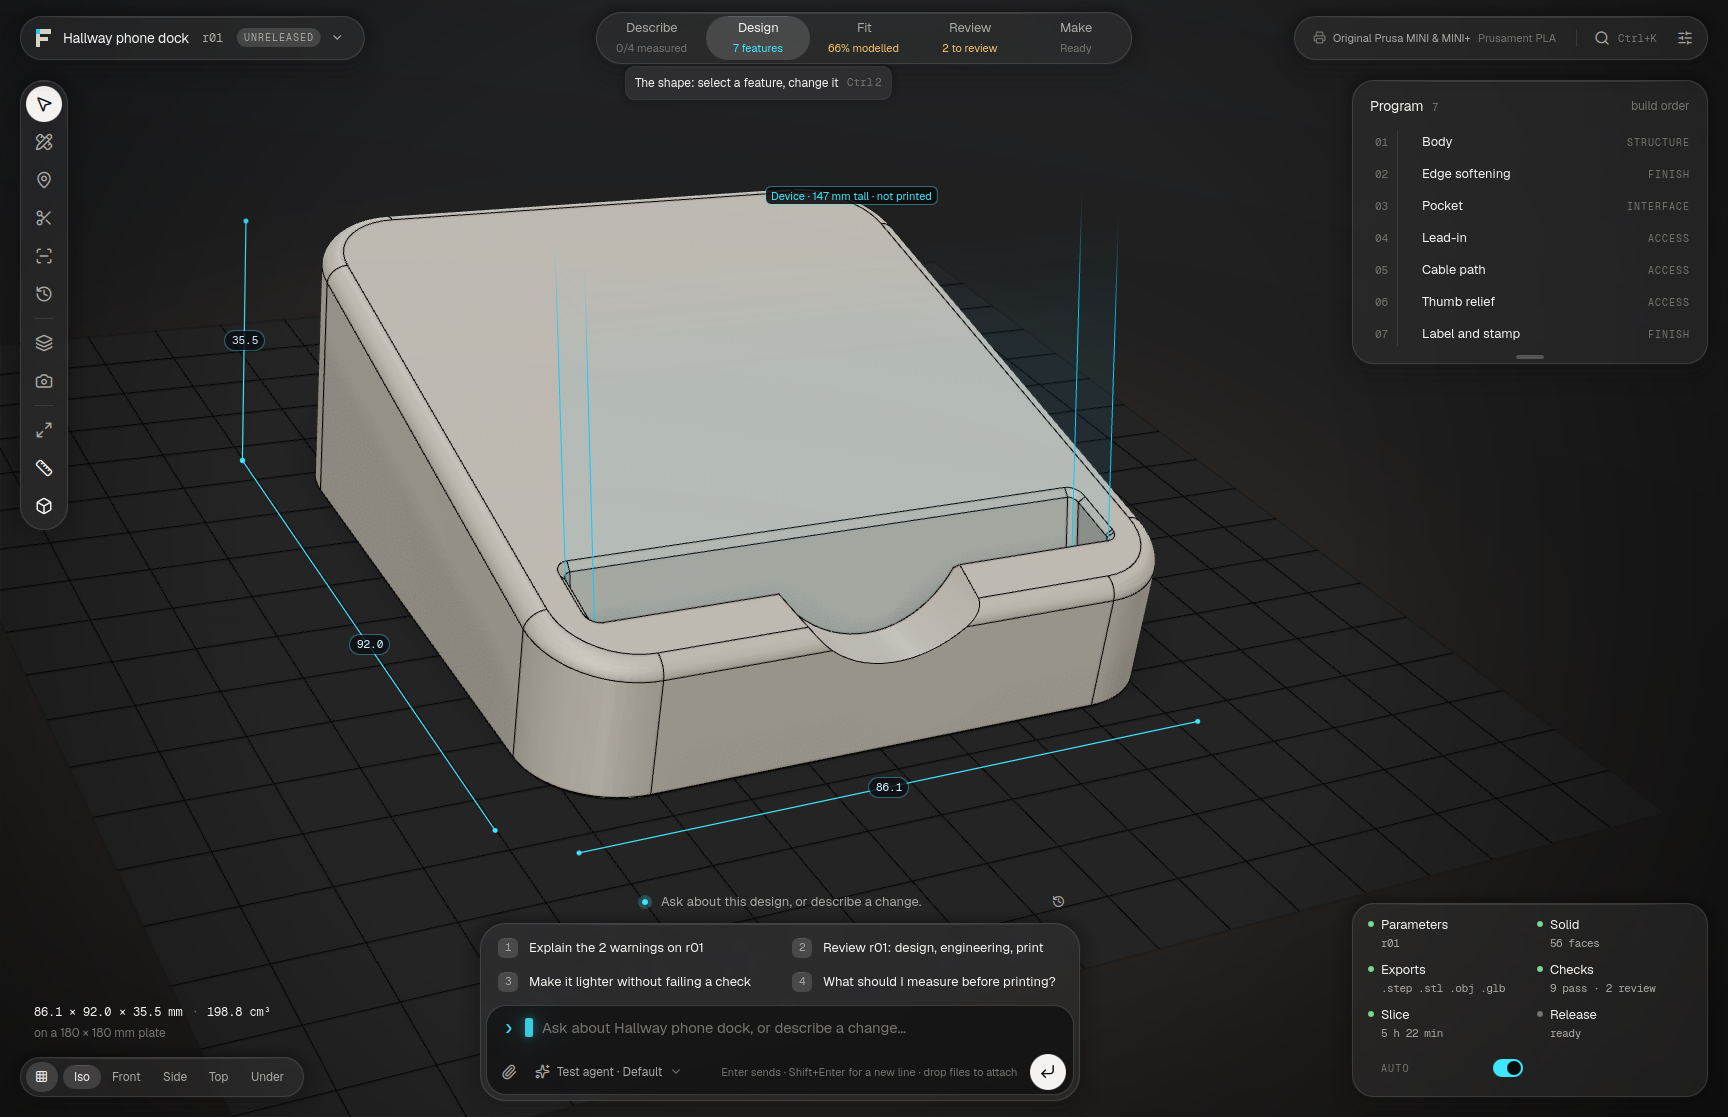 Hallway phone dock r01 UNRELEASED
Describe
0/4 measured
Design
7 features
Fit
66% modelled
Review
2 to review
Make
Ready
Original Prusa MINI & MINI+ Prusament PLA
Ctrl+K
The shape: select a feature, change it Ctrl 2
Program 7 build order
01 Body STRUCTURE
02 Edge softening FINISH
03 Pocket INTERFACE
04 Lead-in ACCESS
05 Cable path ACCESS
06 Thumb relief ACCESS
07 Label and stamp FINISH
Device · 147 mm tall · not printed
35.5
92.0
86.1
Ask about this design, or describe a change.
1 Explain the 2 warnings on r01
2 Review r01: design, engineering, print
3 Make it lighter without failing a check
4 What should I measure before printing?
Ask about Hallway phone dock, or describe a change...
Test agent · Default
Enter sends · Shift+Enter for a new line · drop files to attach
86.1 × 92.0 × 35.5 mm · 198.8 cm³
on a 180 × 180 mm plate
Iso Front Side Top Under
Parameters
r01
Solid
56 faces
Exports
.step .stl .obj .glb
Checks
9 pass · 2 review
Slice
5 h 22 min
Release
ready
AUTO